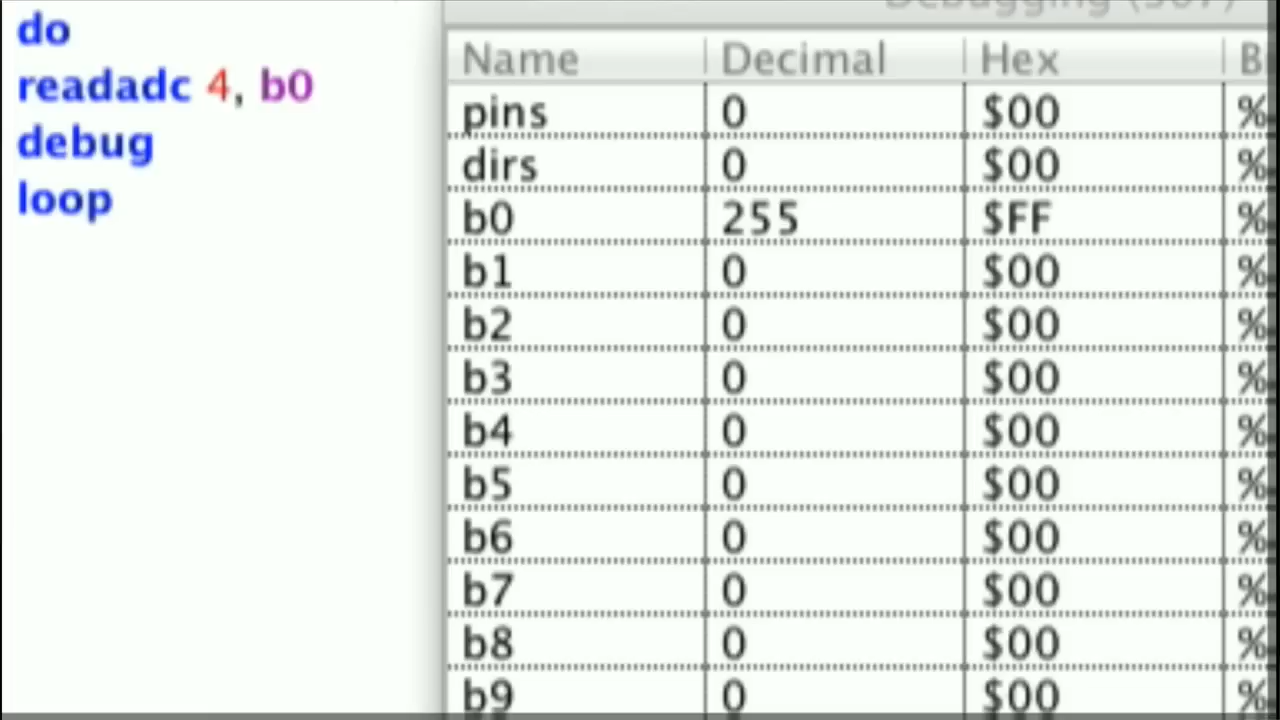 do
readadc 4, b0
debug
loop
Debugging
Name Decimal Hex
pins 0 $00 %
dirs 0 $00 %
b0 255 $FF %
b1 0 $00 %
b2 0 $00 %
b3 0 $00 %
b4 0 $00 %
b5 0 $00 %
b6 0 $00 %
b7 0 $00 %
b8 0 $00 %
b9 0 $00 %